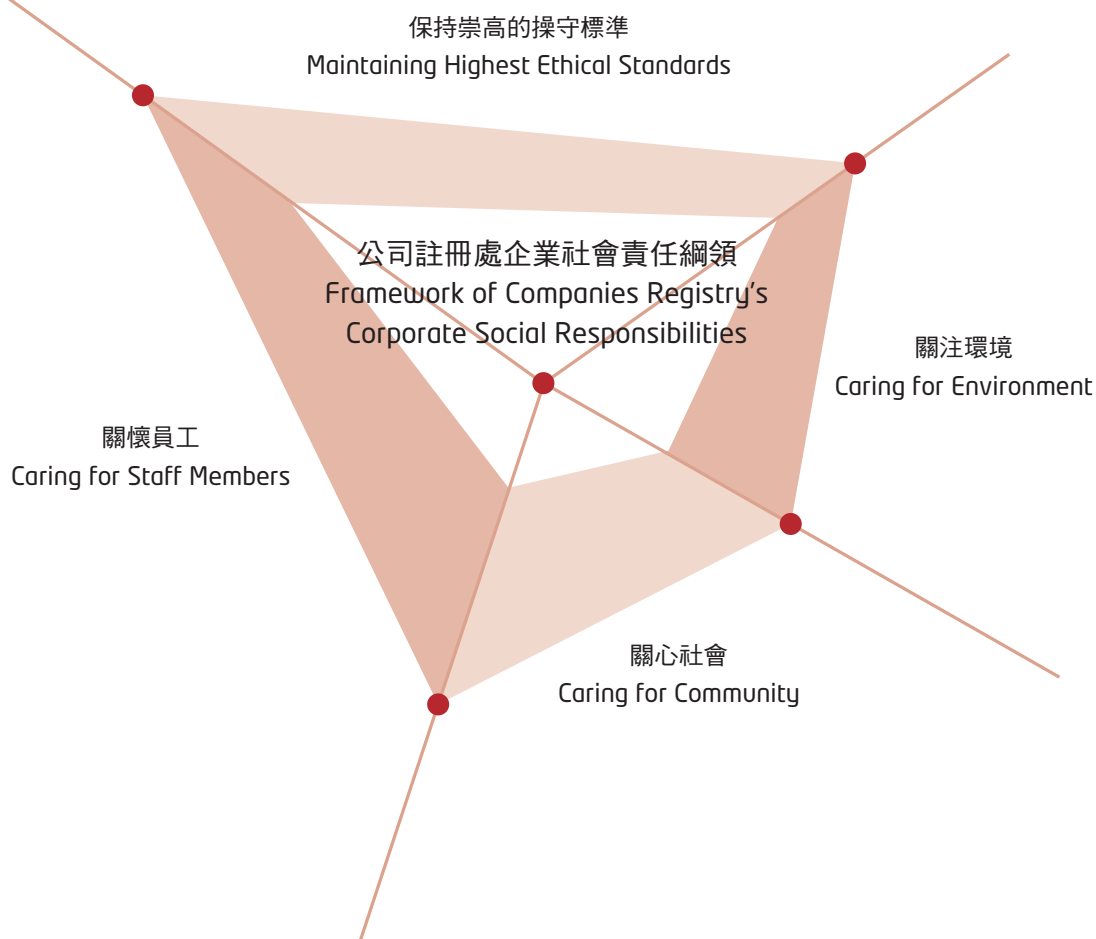 保持崇高的操守標準
Maintaining Highest Ethical Standards
公司註冊處企業社會責任綱領
Framework of Companies Registry's
Corporate Social Responsibilities
關注環境
Caring for Environment
關懷員工
Caring for Staff Members
關心社會
Caring for Community